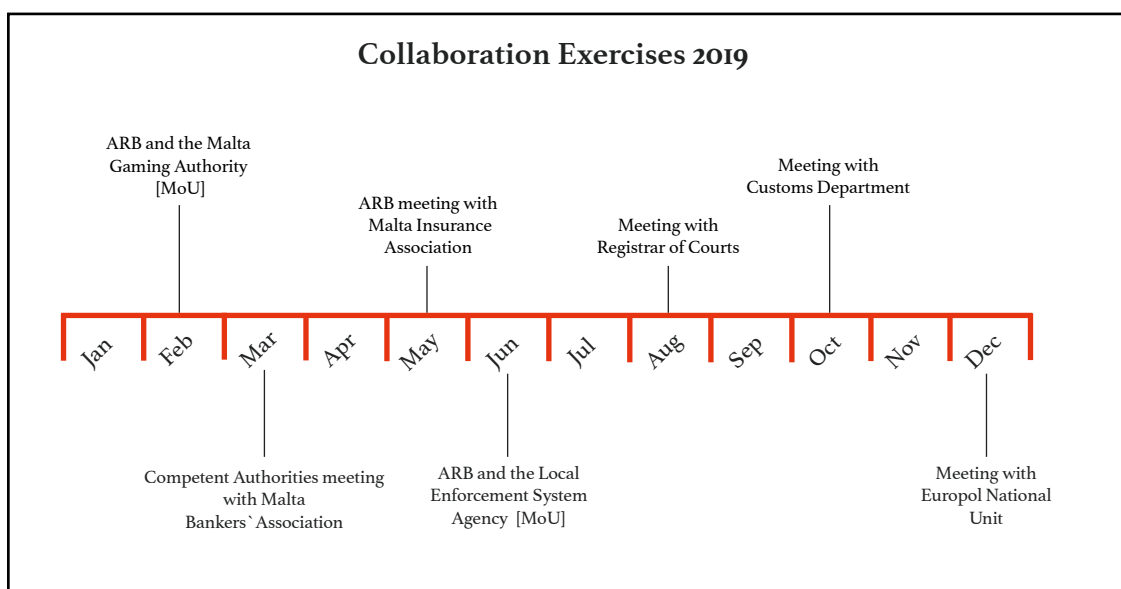 Collaboration Exercises 2019
ARB and the Malta
Gaming Authority
[MoU]
ARB meeting with
Malta Insurance
Association
Meeting with
Registrar of Courts
Meeting with
Customs Department
Jan
Feb
Mar
Apr
May
Jun
Jul
Aug
Sep
Oct
Nov
Dec
Competent Authorities meeting
with Malta
Bankers` Association
ARB and the Local
Enforcement System
Agency [MoU]
Meeting with
Europol National
Unit